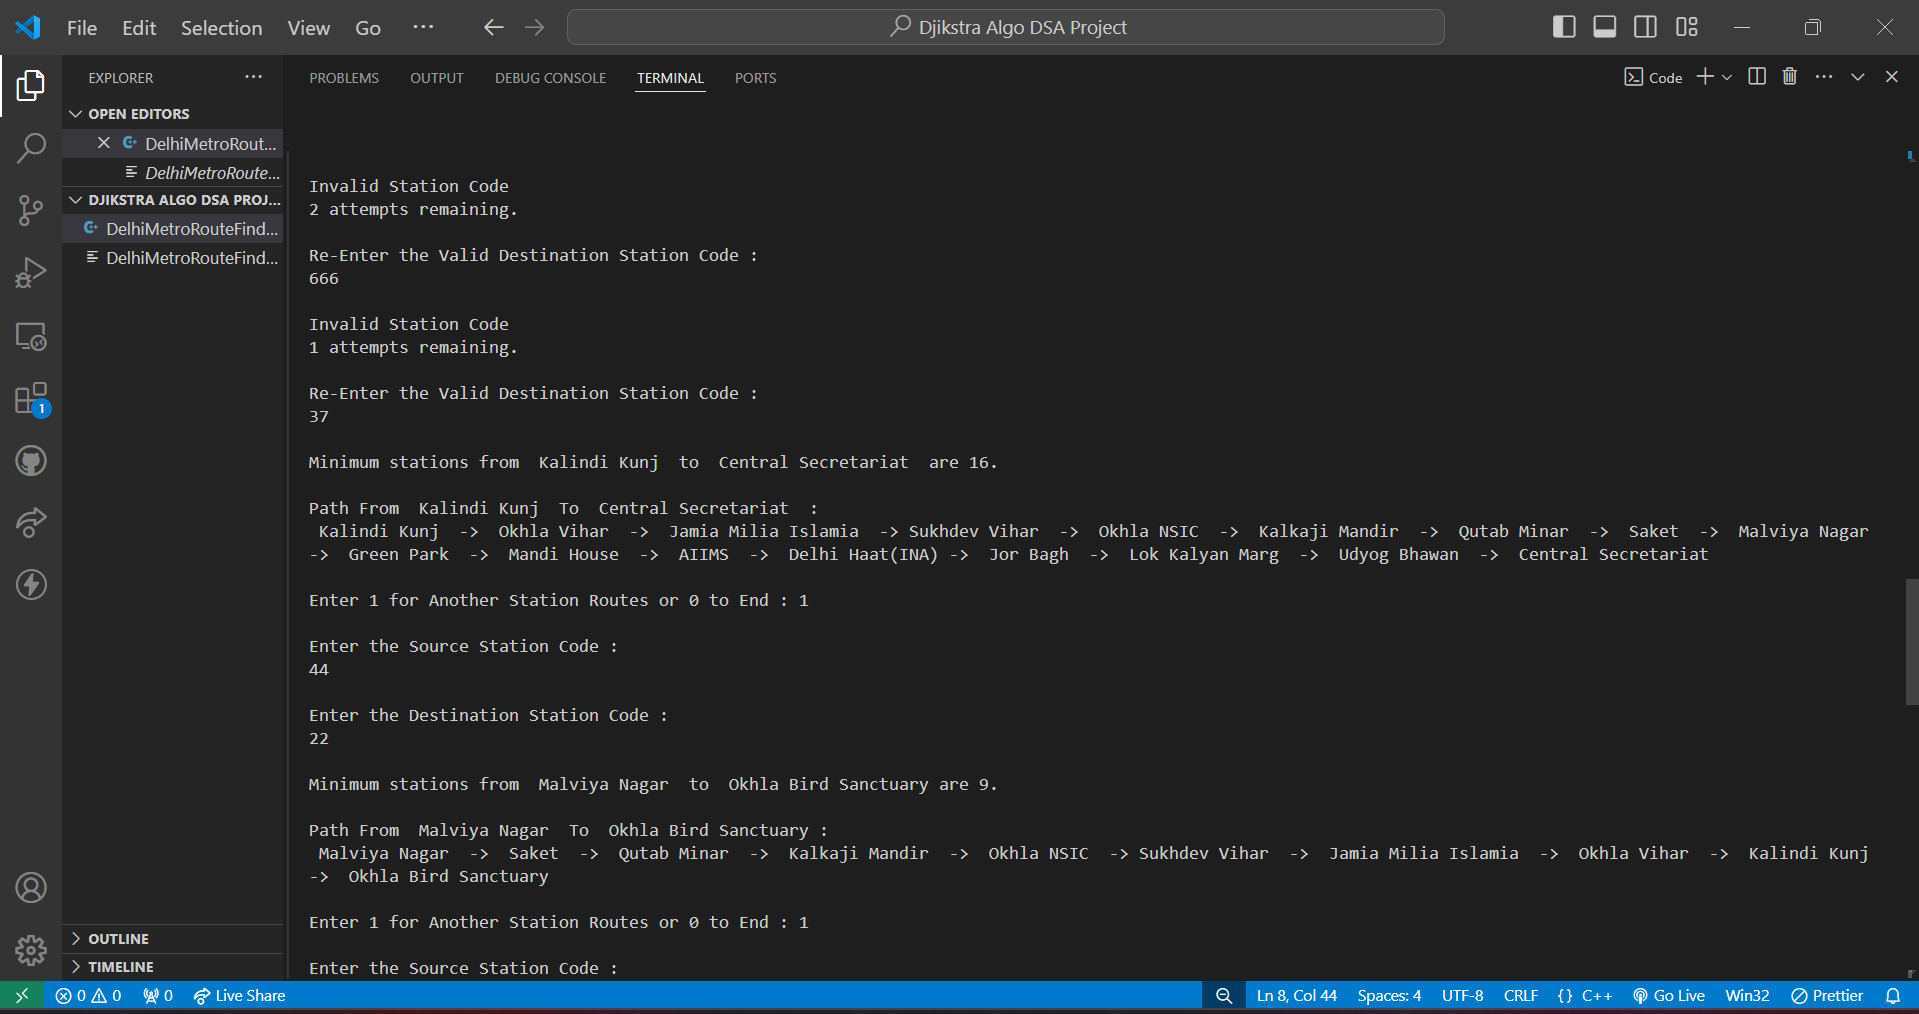 File Edit Selection View Go ··· Djikstra Algo DSA Project
EXPLORER ···
OPEN EDITORS
DelhiMetroRout...
DelhiMetroRoute...
DJIKSTRA ALGO DSA PROJ...
DelhiMetroRouteFind...
DelhiMetroRouteFind...
OUTLINE
TIMELINE
1
PROBLEMS OUTPUT DEBUG CONSOLE TERMINAL PORTS Code ···
Invalid Station Code
2 attempts remaining.
Re-Enter the Valid Destination Station Code :
666
Invalid Station Code
1 attempts remaining.
Re-Enter the Valid Destination Station Code :
37
Minimum stations from  Kalindi Kunj  to  Central Secretariat  are 16.
Path From  Kalindi Kunj  To  Central Secretariat  :
Kalindi Kunj  ->  Okhla Vihar  ->  Jamia Milia Islamia  -> Sukhdev Vihar  ->  Okhla NSIC  ->  Kalkaji Mandir  ->  Qutab Minar  ->  Saket  ->  Malviya Nagar
->  Green Park  ->  Mandi House  ->  AIIMS  ->  Delhi Haat(INA) ->  Jor Bagh  ->  Lok Kalyan Marg  ->  Udyog Bhawan  ->  Central Secretariat
Enter 1 for Another Station Routes or 0 to End : 1
Enter the Source Station Code :
44
Enter the Destination Station Code :
22
Minimum stations from  Malviya Nagar  to  Okhla Bird Sanctuary are 9.
Path From  Malviya Nagar  To  Okhla Bird Sanctuary :
Malviya Nagar  ->  Saket  ->  Qutab Minar  ->  Kalkaji Mandir  ->  Okhla NSIC  -> Sukhdev Vihar  ->  Jamia Milia Islamia  ->  Okhla Vihar  ->  Kalindi Kunj
->  Okhla Bird Sanctuary
Enter 1 for Another Station Routes or 0 to End : 1
Enter the Source Station Code :
0 0 0 Live Share Ln 8, Col 44 Spaces: 4 UTF-8 CRLF {} C++ Go Live Win32 Prettier